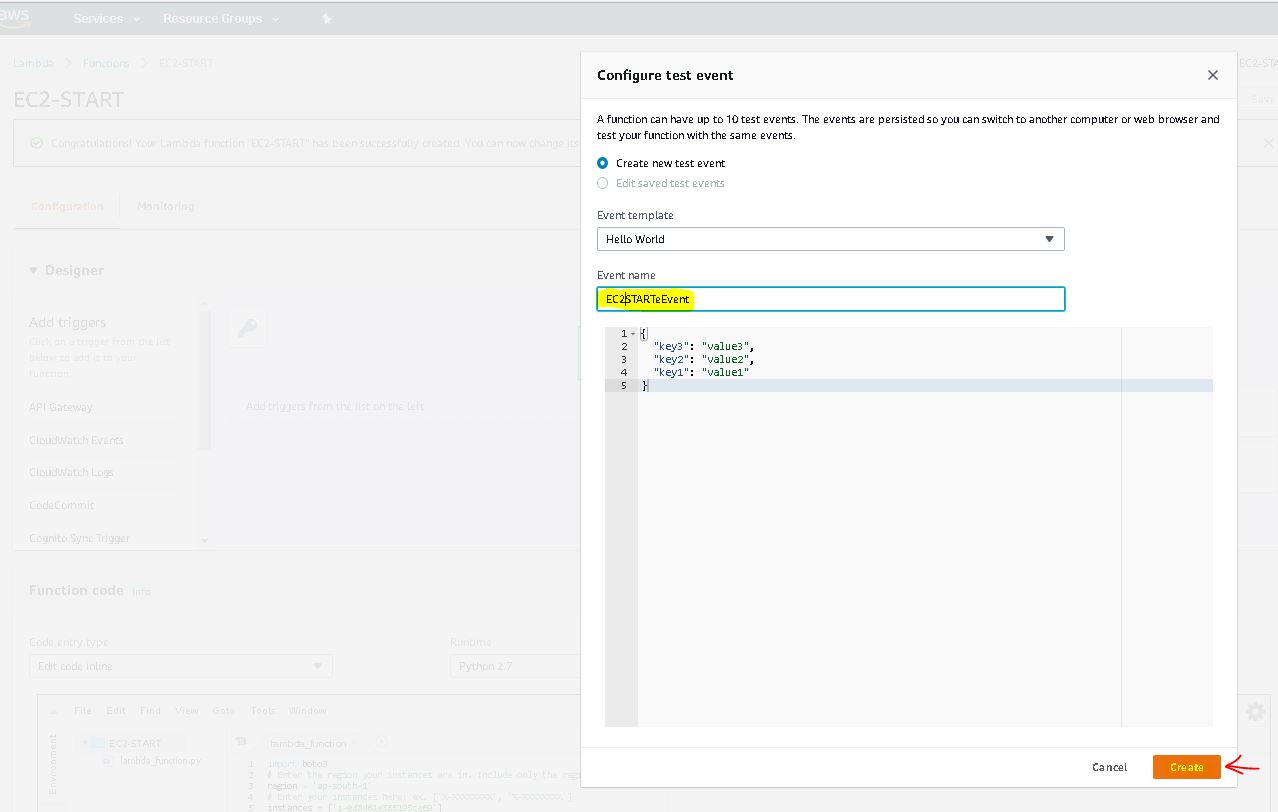 aws
Services
Resource Groups
Lambda
Functions
EC2-START
EC2-STA
EC2-START
Save
Congratulations! Your Lambda function "EC2-START" has been successfully created. You can now change its
Configuration
Monitoring
Designer
Add triggers
Click on a trigger from the list
below to add it to your
function.
API Gateway
CloudWatch Events
CloudWatch Logs
CodeCommit
Cognito Sync Trigger
Add triggers from the list on the left
Function code Info
Code entry type
Edit code inline
Runtime
Python 2.7
File Edit Find View Goto Tools Window
Environment
EC2-START
lambda_function.py
lambda_function
1 import boto3
2 # Enter the region your instances are in. Include only the regi
3 region = 'ap-south-1'
4 # Enter your instances here: ex. ['X-XXXXXXXX', 'X-XXXXXXXX']
5 instances =
Configure test event
A function can have up to 10 test events. The events are persisted so you can switch to another computer or web browser and
test your function with the same events.
Create new test event
Edit saved test events
Event template
Hello World
Event name
EC2STARTeEvent
1 {
2 "key3": "value3",
3 "key2": "value2",
4 "key1": "value1"
5 }
Cancel
Create